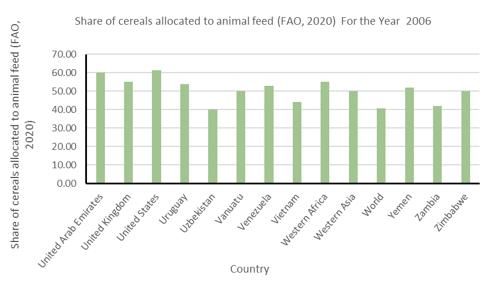 Share of cereals allocated to animal feed (FAO, 2020)  For the Year  2006
Share of cereals allocated to animal feed (FAO,
2020)
70.00
60.00
50.00
40.00
30.00
20.00
10.00
0.00
United Arab Emirates
United Kingdom
United States
Uruguay
Uzbekistan
Vanuatu
Venezuela
Vietnam
Western Africa
Western Asia
World
Yemen
Zambia
Zimbabwe
Country